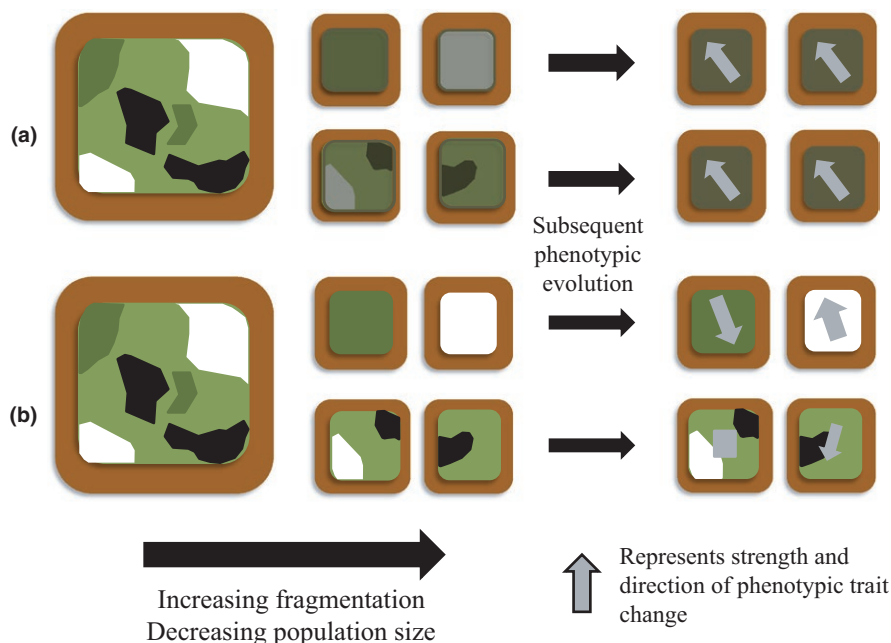 (a)
Subsequent
phenotypic
evolution
(b)
Increasing fragmentation
Decreasing population size
Represents strength and
direction of phenotypic trait
change